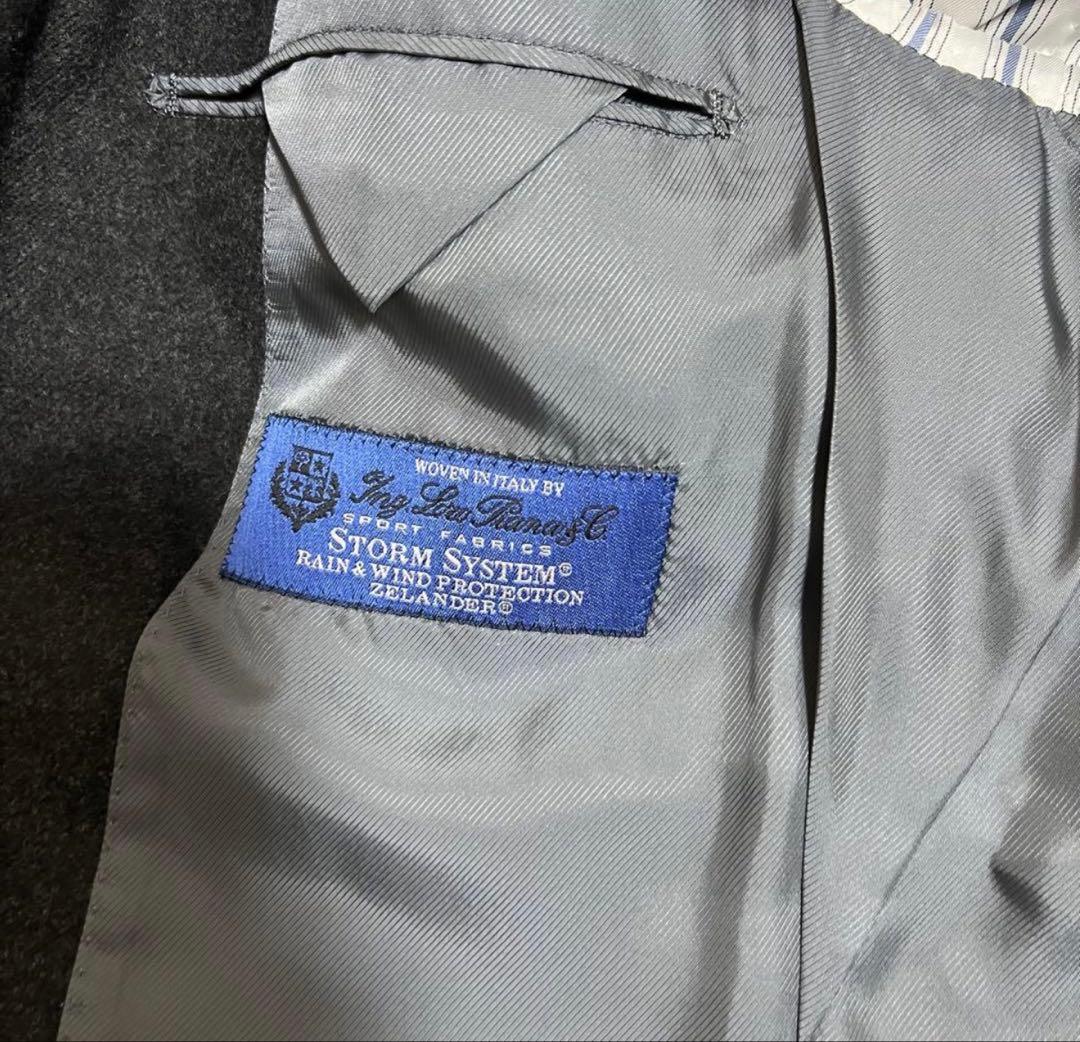 WOVEN IN ITALY BY
Ing Loro Piana & C.
SPORT FABRICS
STORM SYSTEM®
RAIN & WIND PROTECTION
ZELANDER®